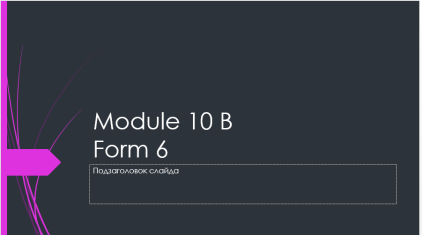 Module 10 B
Form 6
Подзаголовок слайда